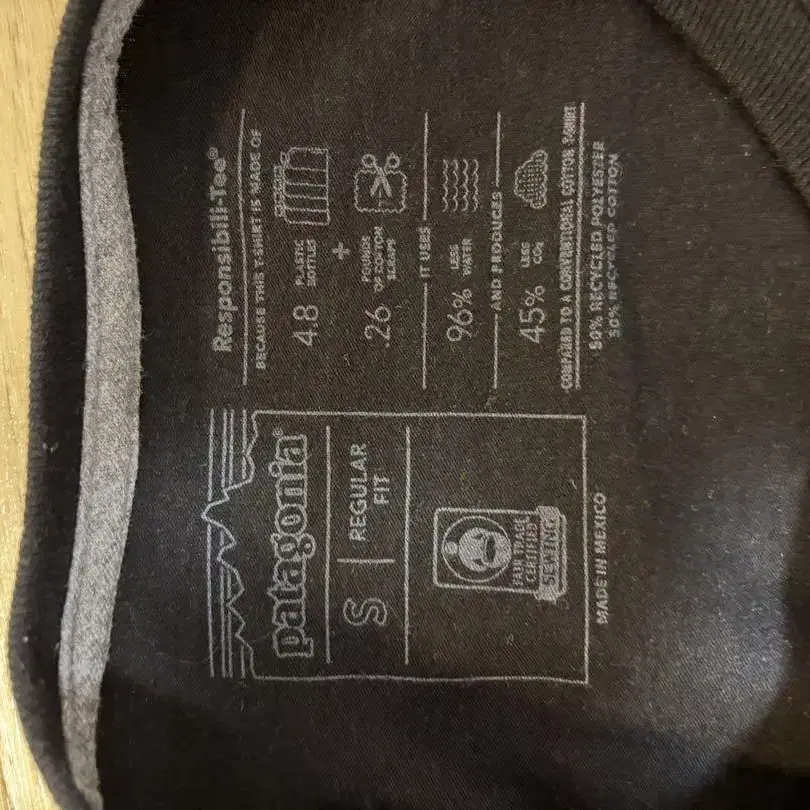 patagonia®
S
REGULAR
FIT
FAIR TRADE
CERTIFIED™
SEWING
MADE IN MEXICO
Responsibili-Tee®
BECAUSE THIS T-SHIRT IS MADE OF
4.8 PLASTIC
BOTTLES
+
.26 POUNDS
OF COTTON
SCRAPS
IT USES
96% LESS
WATER
AND PRODUCES
45% LESS
CO₂
COMPARED TO A CONVENTIONAL COTTON T-SHIRT
50% RECYCLED POLYESTER
50% RECYCLED COTTON